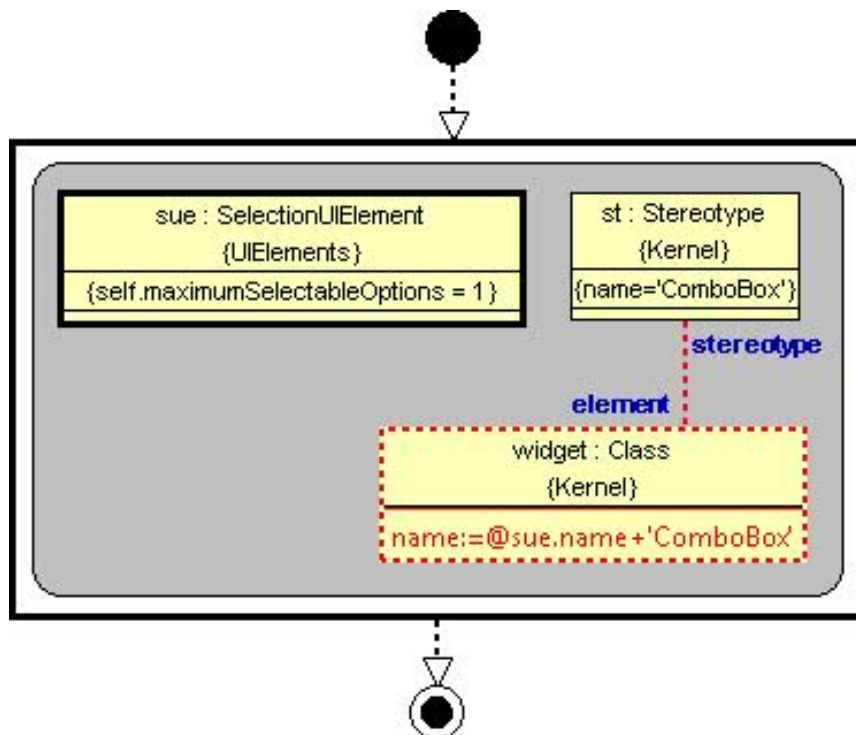 sue : SelectionUIElement
{UIElements}
{self.maximumSelectableOptions = 1}
st : Stereotype
{Kernel}
{name='ComboBox'}
stereotype
element
widget : Class
{Kernel}
name:=@sue.name+'ComboBox'